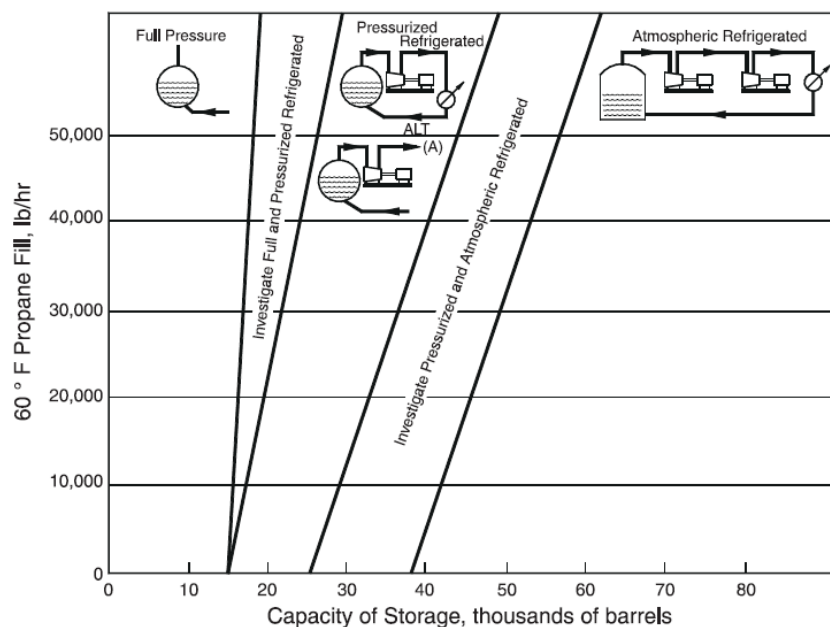 Full Pressure
Investigate Full and Pressurized Refrigerated
Pressurized
Refrigerated
ALT
(A)
Investigate Pressurized and Atmospheric Refrigerated
Atmospheric Refrigerated
60 ° F Propane Fill, lb/hr
50,000
40,000
30,000
20,000
10,000
0
0 10 20 30 40 50 60 70 80
Capacity of Storage, thousands of barrels